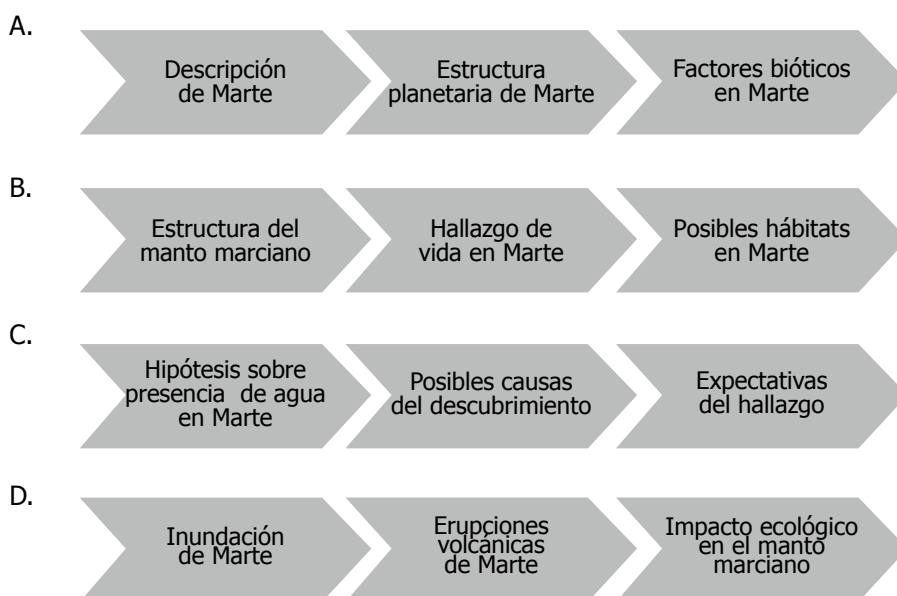 A.
Descripción
de Marte
Estructura
planetaria de Marte
Factores bióticos
en Marte
B.
Estructura del
manto marciano
Hallazgo de
vida en Marte
Posibles hábitats
en Marte
C.
Hipótesis sobre
presencia de agua
en Marte
Posibles causas
del descubrimiento
Expectativas
del hallazgo
D.
Inundación
de Marte
Erupciones
volcánicas
de Marte
Impacto ecológico
en el manto
marciano